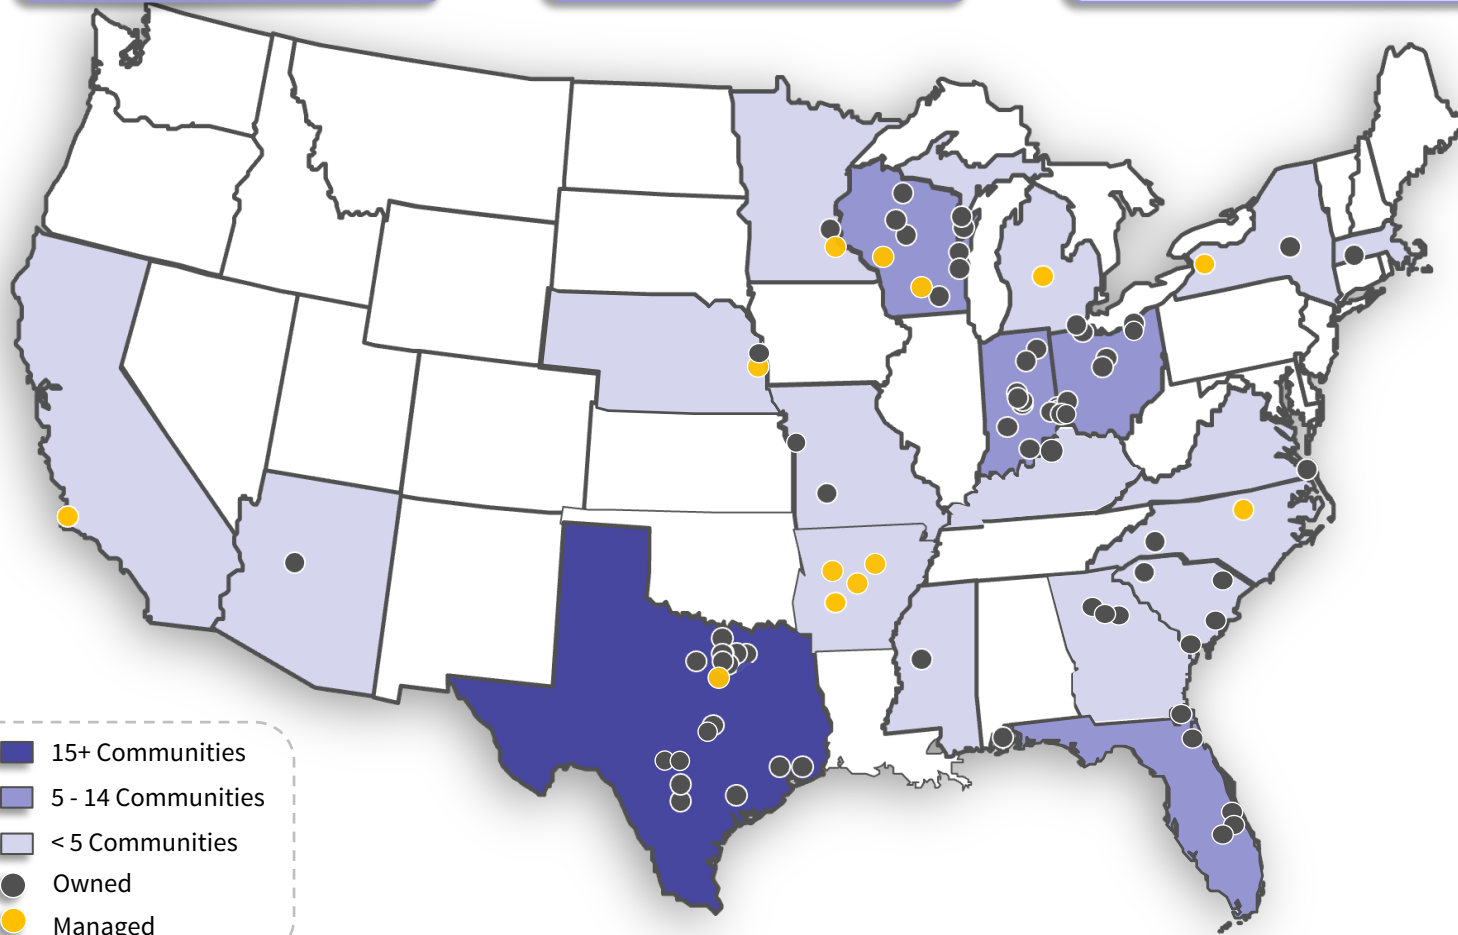 15+ Communities
5 - 14 Communities
< 5 Communities
Owned
Managed